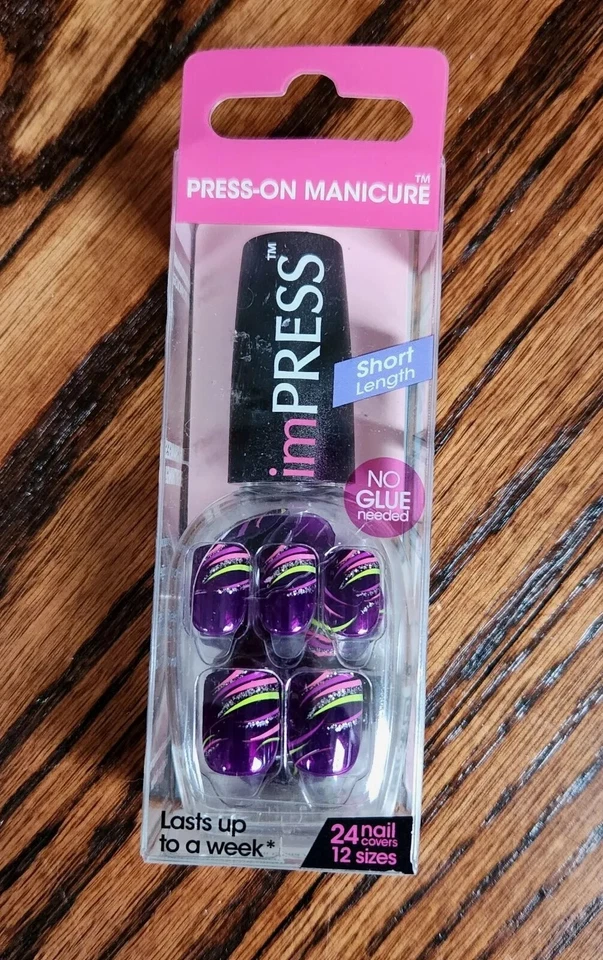 PRESS-ON MANICURE™
imPRESS™
Short
Length
NO
GLUE
needed
Lasts up
to a week*
24 nail
covers
12 sizes